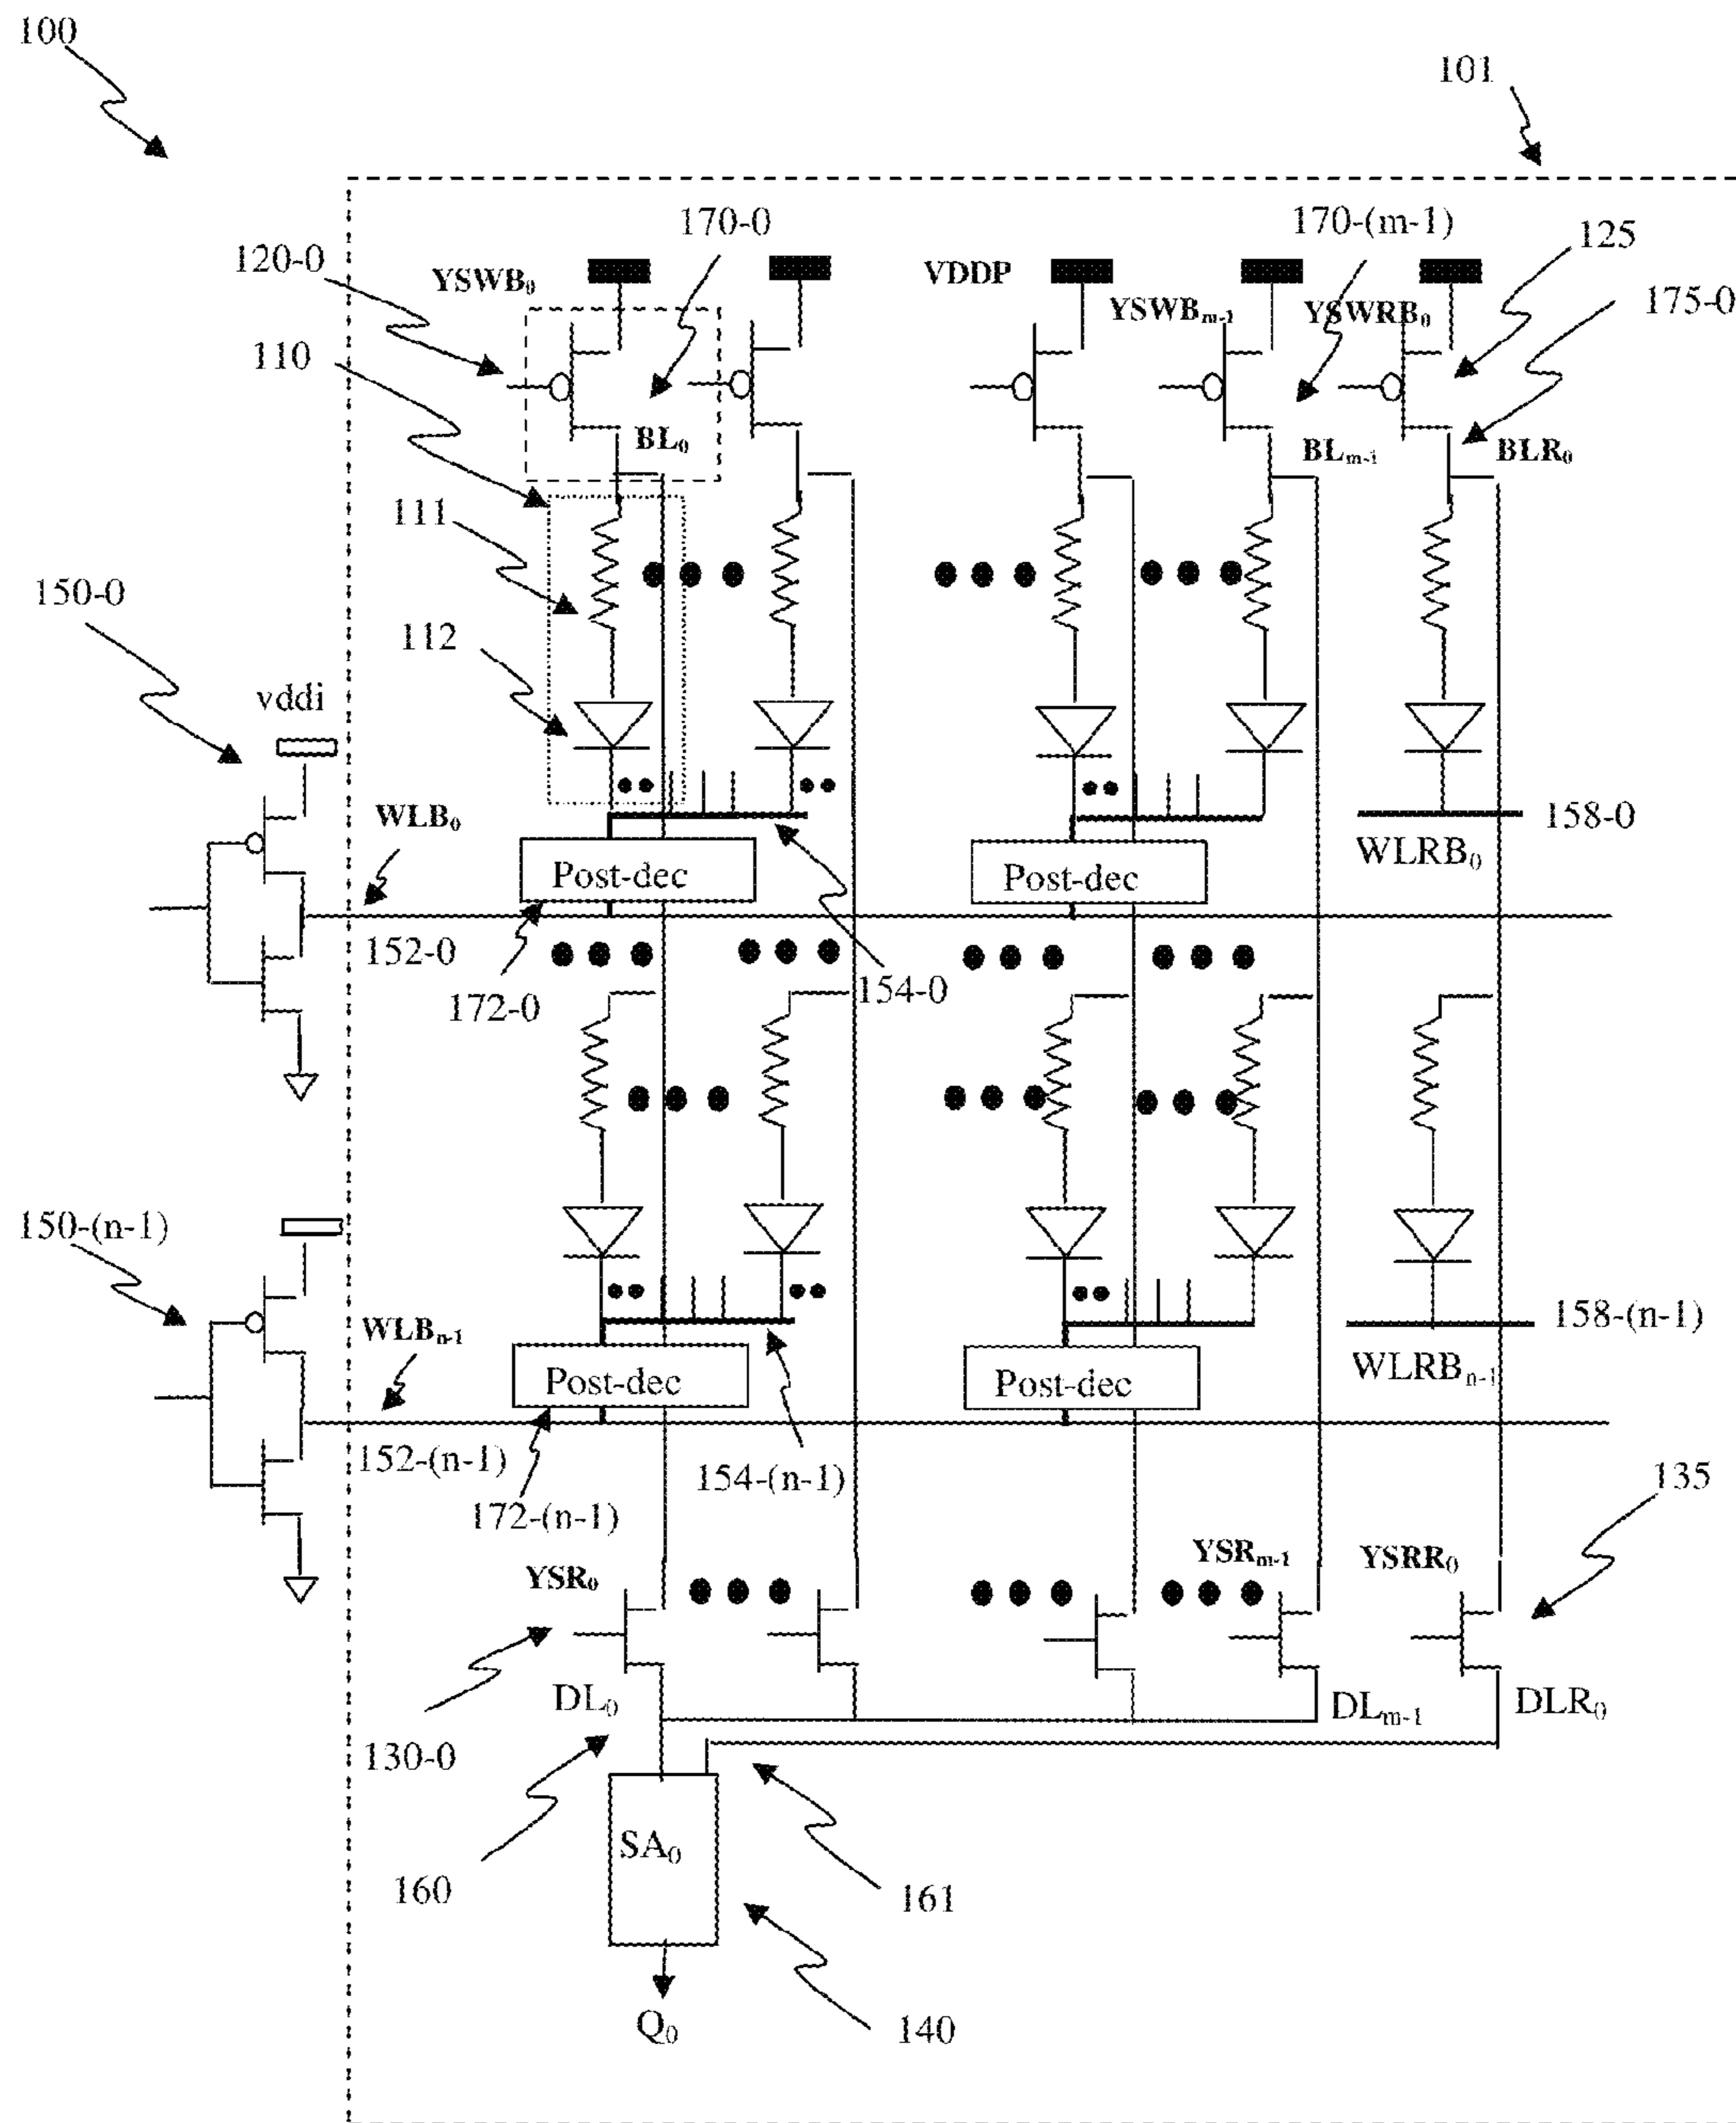 100
101
170-0
170-(m-1)
125
120-0
YSWB₀
VDDP
YSWBₘ₋₁
YSWRB₀
175-0
110
BL₀
BLₘ₋₁
BLR₀
111
150-0
112
vddi
WLB₀
158-0
WLRB₀
Post-dec
Post-dec
152-0
172-0
154-0
150-(n-1)
WLBₙ₋₁
158-(n-1)
WLRBₙ₋₁
Post-dec
Post-dec
152-(n-1)
154-(n-1)
172-(n-1)
135
YSR₀
YSRₘ₋₁
YSRR₀
DL₀
DLₘ₋₁
DLR₀
130-0
SA₀
160
161
Q₀
140